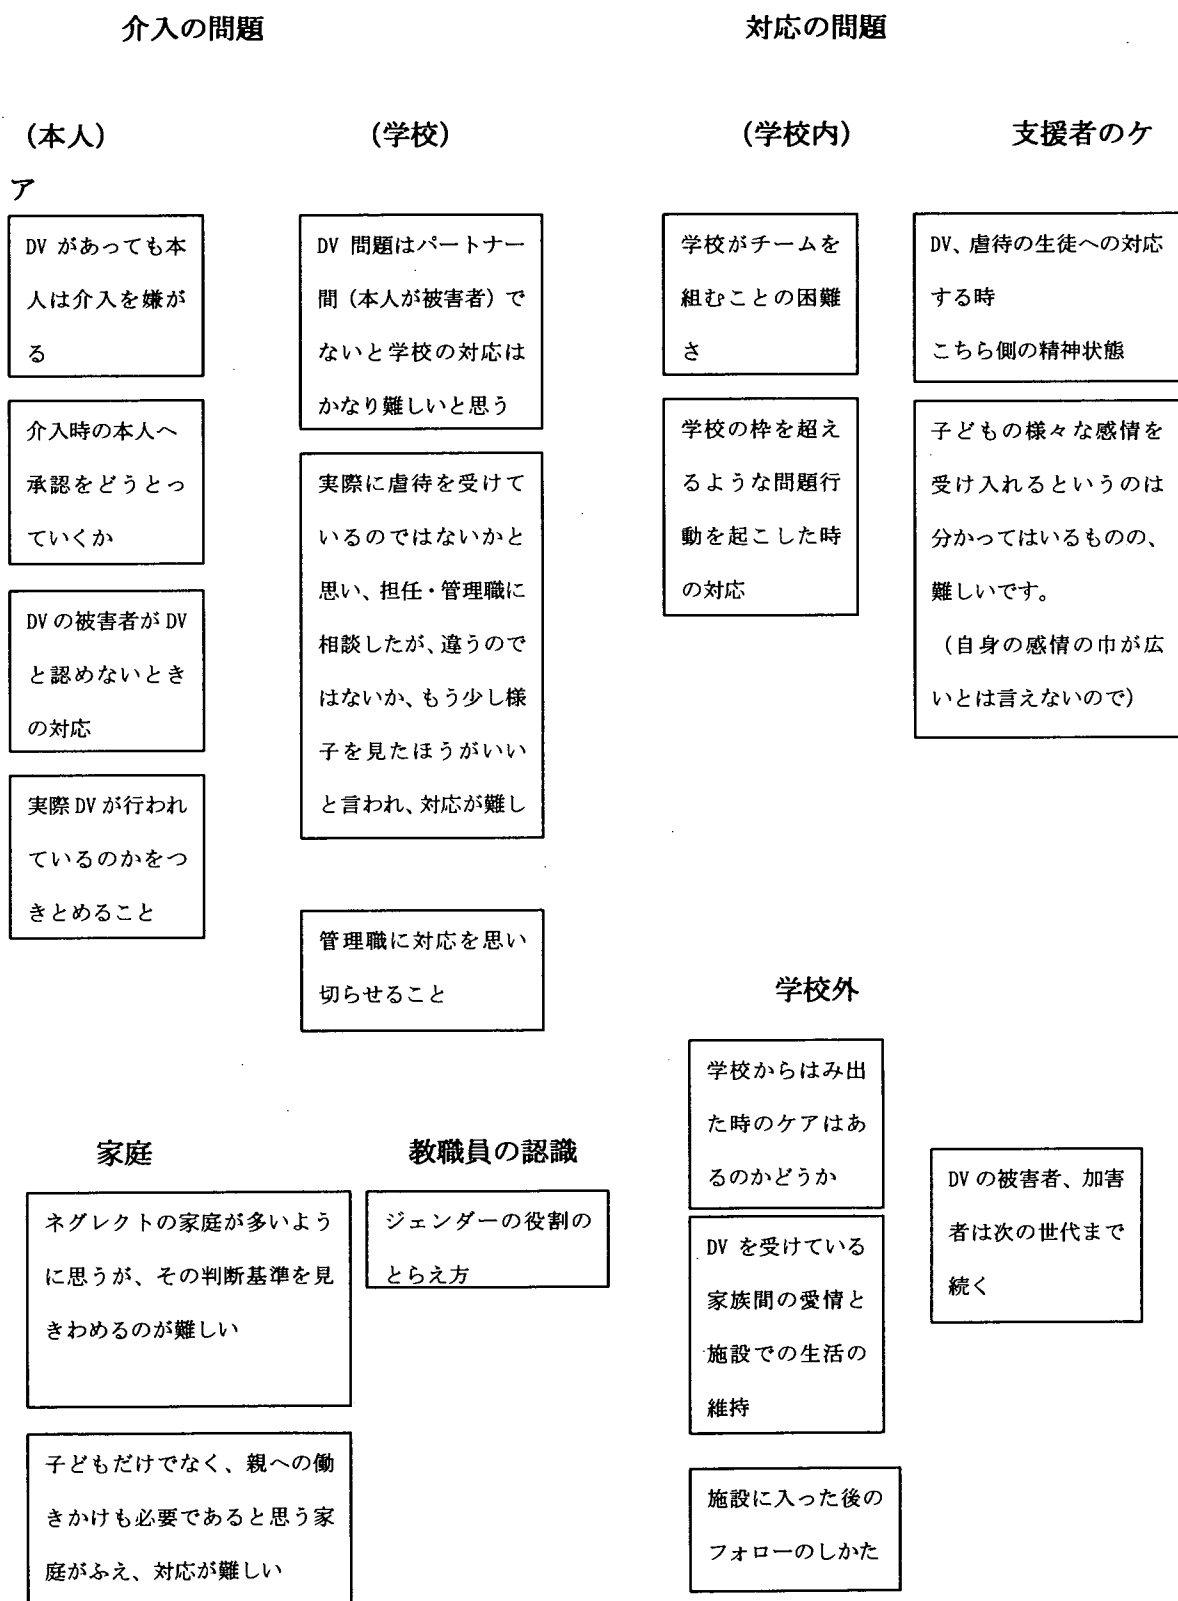 介入の問題
対応の問題
（本人）
（学校）
（学校内）
支援者のケ
ア
DV があっても本
人は介入を嫌が
る
介入時の本人へ
承認をどうとっ
ていくか
DV の被害者が DV
と認めないとき
の対応
実際 DV が行われ
ているのかをつ
きとめること
DV 問題はパートナー
間（本人が被害者）で
ないと学校の対応は
かなり難しいと思う
実際に虐待を受けて
いるのではないかと
思い、担任・管理職に
相談したが、違うので
はないか、もう少し様
子を見たほうがいい
と言われ、対応が難し
管理職に対応を思い
切らせること
学校がチームを
組むことの困難
さ
学校の枠を超え
るような問題行
動を起こした時
の対応
DV、虐待の生徒への対応
する時
こちら側の精神状態
子どもの様々な感情を
受け入れるというのは
分かってはいるものの、
難しいです。
（自身の感情の巾が広
いとは言えないので）
家庭
ネグレクトの家庭が多いよう
に思うが、その判断基準を見
きわめるのが難しい
子どもだけでなく、親への働
きかけも必要であると思う家
庭がふえ、対応が難しい
教職員の認識
ジェンダーの役割の
とらえ方
学校外
学校からはみ出
た時のケアはあ
るのかどうか
DV を受けている
家族間の愛情と
施設での生活の
維持
施設に入った後の
フォローのしかた
DV の被害者、加害
者は次の世代まで
続く